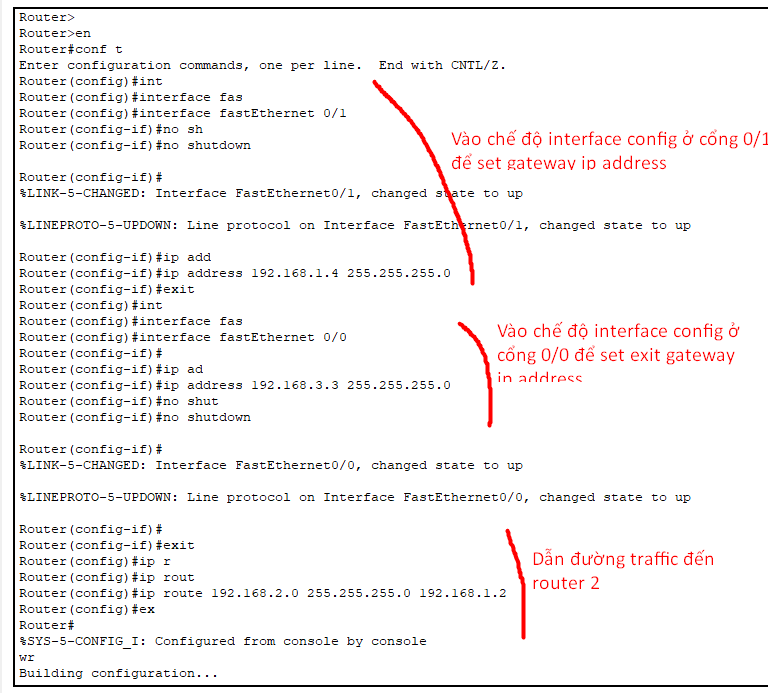 Router>
Router>en
Router#conf t
Enter configuration commands, one per line.  End with CNTL/Z.
Router(config)#int
Router(config)#interface fas
Router(config)#interface fastEthernet 0/1
Router(config-if)#no sh
Router(config-if)#no shutdown
Router(config-if)#
%LINK-5-CHANGED: Interface FastEthernet0/1, changed state to up
%LINEPROTO-5-UPDOWN: Line protocol on Interface FastEthernet0/1, changed state to up
Vào chế độ interface config ở cổng 0/1
để set gateway ip address
Router(config-if)#ip add
Router(config-if)#ip address 192.168.1.4 255.255.255.0
Router(config-if)#exit
Router(config)#int
Router(config)#interface fas
Router(config)#interface fastEthernet 0/0
Router(config-if)#
Router(config-if)#ip ad
Router(config-if)#ip address 192.168.3.3 255.255.255.0
Router(config-if)#no shut
Router(config-if)#no shutdown
Vào chế độ interface config ở
cổng 0/0 để set exit gateway
ip address
Router(config-if)#
%LINK-5-CHANGED: Interface FastEthernet0/0, changed state to up
%LINEPROTO-5-UPDOWN: Line protocol on Interface FastEthernet0/0, changed state to up
Router(config-if)#
Router(config-if)#exit
Router(config)#ip r
Router(config)#ip rout
Router(config)#ip route 192.168.2.0 255.255.255.0 192.168.1.2
Router(config)#ex
Router#
%SYS-5-CONFIG_I: Configured from console by console
wr
Building configuration...
Dẫn đường traffic đến
router 2